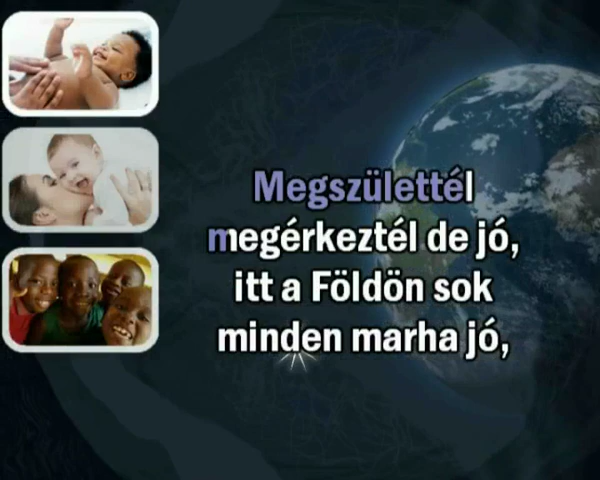 Megszülettél
megérkeztél de jó,
itt a Földön sok
minden marha jó,